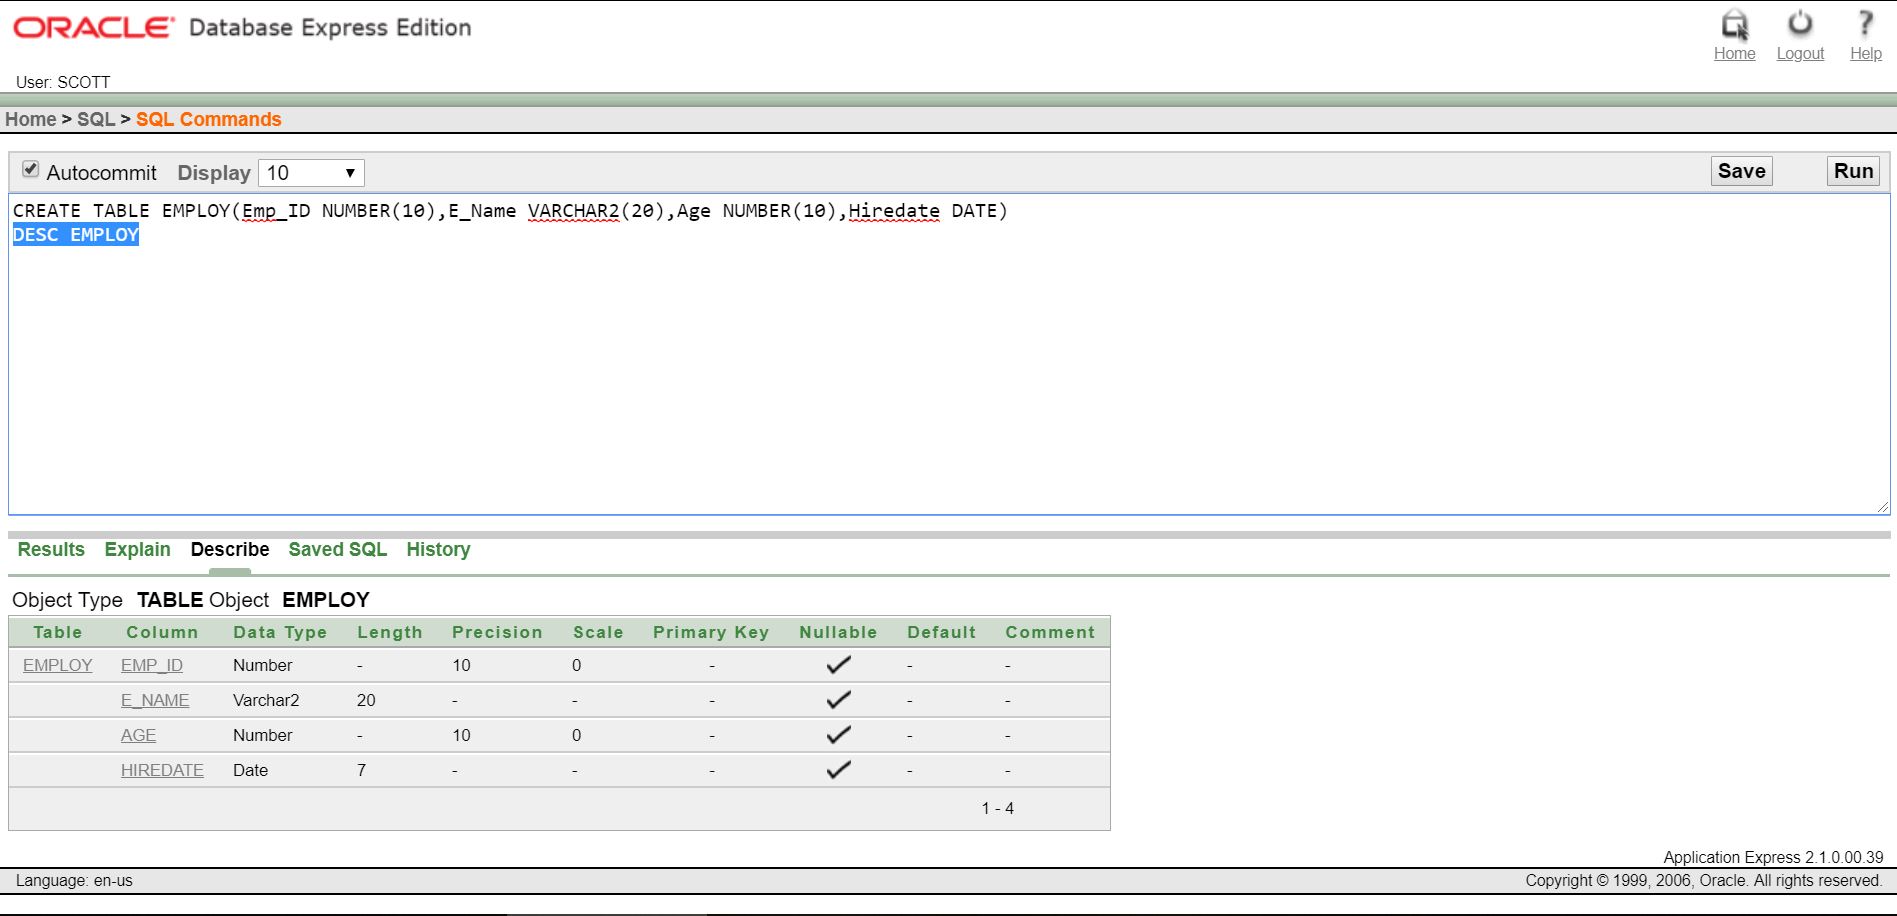 ORACLE® Database Express Edition
Home Logout Help
User: SCOTT
Home > SQL > SQL Commands
Autocommit Display 10 Save Run
CREATE TABLE EMPLOY(Emp_ID NUMBER(10),E_Name VARCHAR2(20),Age NUMBER(10),Hiredate DATE)
DESC EMPLOY
Results Explain Describe Saved SQL History
Object Type TABLE Object EMPLOY
Table Column Data Type Length Precision Scale Primary Key Nullable Default Comment
EMPLOY EMP_ID Number - 10 0 - ✓ - -
E_NAME Varchar2 20 - - - ✓ - -
AGE Number - 10 0 - ✓ - -
HIREDATE Date 7 - - - ✓ - -
1 - 4
Application Express 2.1.0.00.39
Language: en-us Copyright © 1999, 2006, Oracle. All rights reserved.